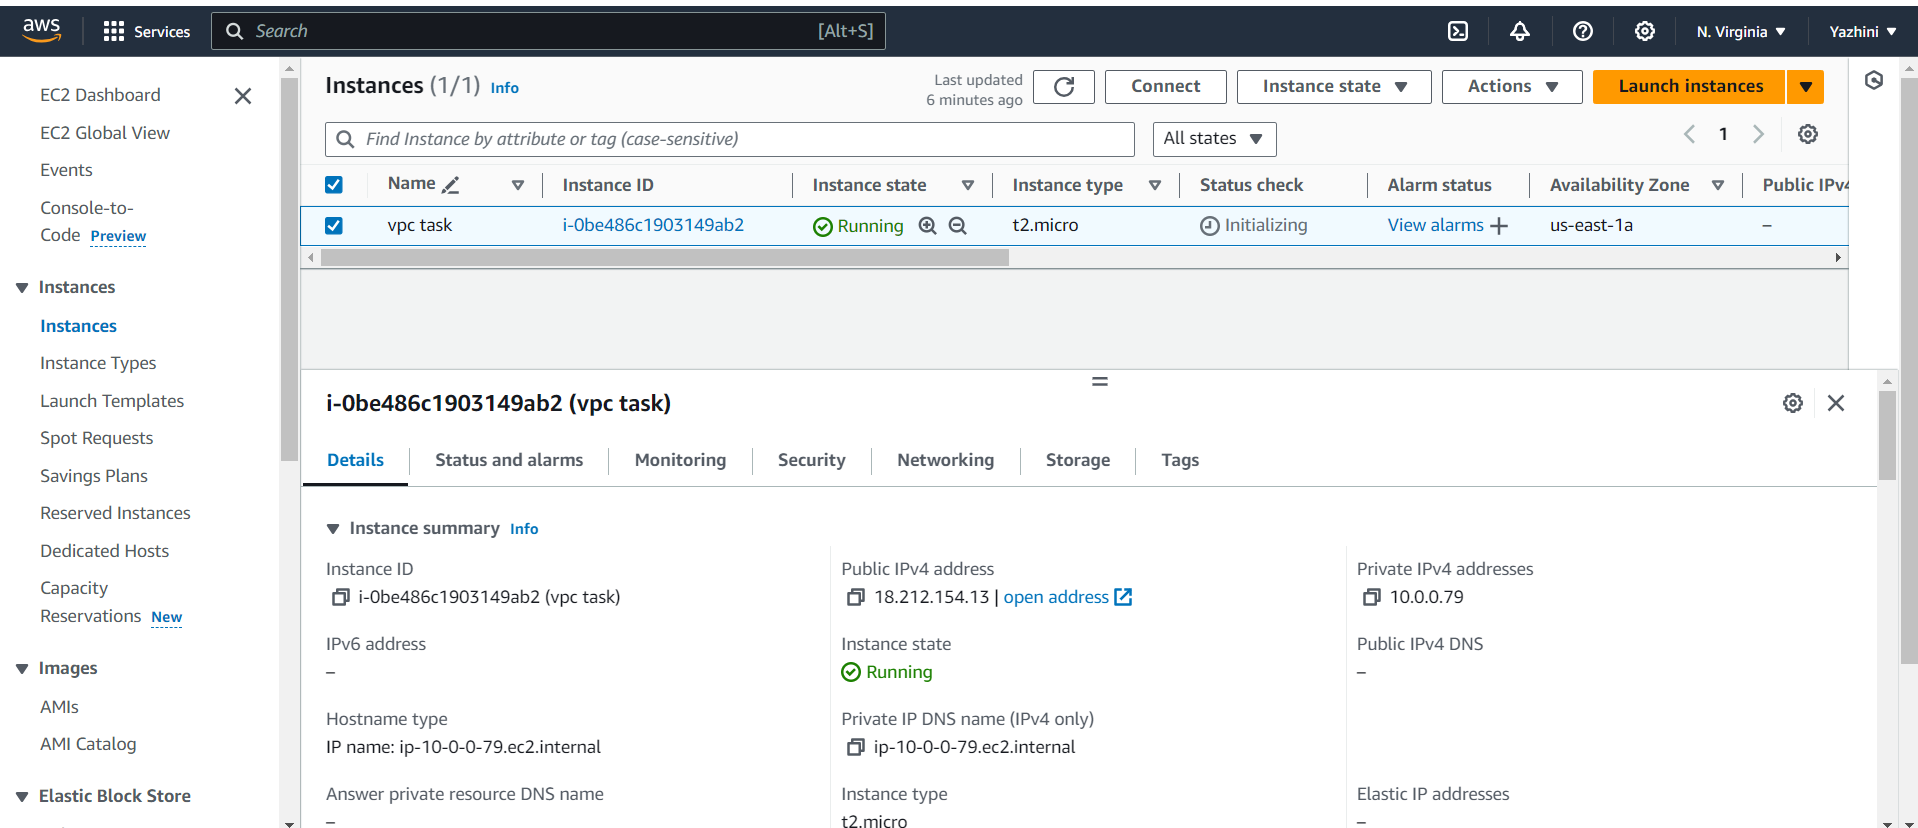 aws
Services
Search
[Alt+S]
N. Virginia
Yazhini
EC2 Dashboard
EC2 Global View
Events
Console-to-
Code Preview
Instances
Instances
Instance Types
Launch Templates
Spot Requests
Savings Plans
Reserved Instances
Dedicated Hosts
Capacity
Reservations New
Images
AMIs
AMI Catalog
Elastic Block Store
Instances (1/1) Info
Last updated
6 minutes ago
Connect
Instance state
Actions
Launch instances
Find Instance by attribute or tag (case-sensitive)
All states
1
Name Instance ID Instance state Instance type Status check Alarm status Availability Zone Public IPv4
vpc task i-0be486c1903149ab2 Running t2.micro Initializing View alarms + us-east-1a –
i-0be486c1903149ab2 (vpc task)
Details Status and alarms Monitoring Security Networking Storage Tags
Instance summary Info
Instance ID
i-0be486c1903149ab2 (vpc task)
Public IPv4 address
18.212.154.13 | open address
Private IPv4 addresses
10.0.0.79
IPv6 address
–
Instance state
Running
Public IPv4 DNS
–
Hostname type
IP name: ip-10-0-0-79.ec2.internal
Private IP DNS name (IPv4 only)
ip-10-0-0-79.ec2.internal
Answer private resource DNS name
–
Instance type
t2.micro
Elastic IP addresses
–